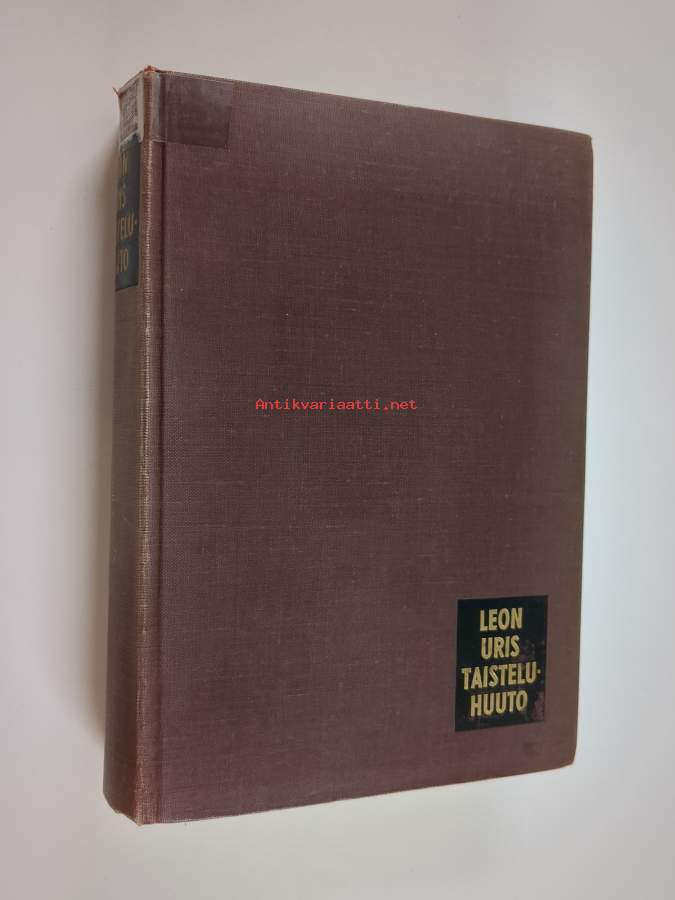 LEON
URIS
TAISTELU-
HUUTO
Antikvariaatti.net